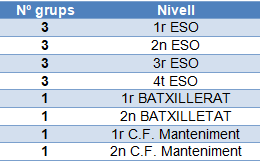 Nº grups Nivell
3 1r ESO
3 2n ESO
3 3r ESO
3 4t ESO
1 1r BATXILLERAT
1 2n BATXILLETAT
1 1r C.F. Manteniment
1 2n C.F. Manteniment